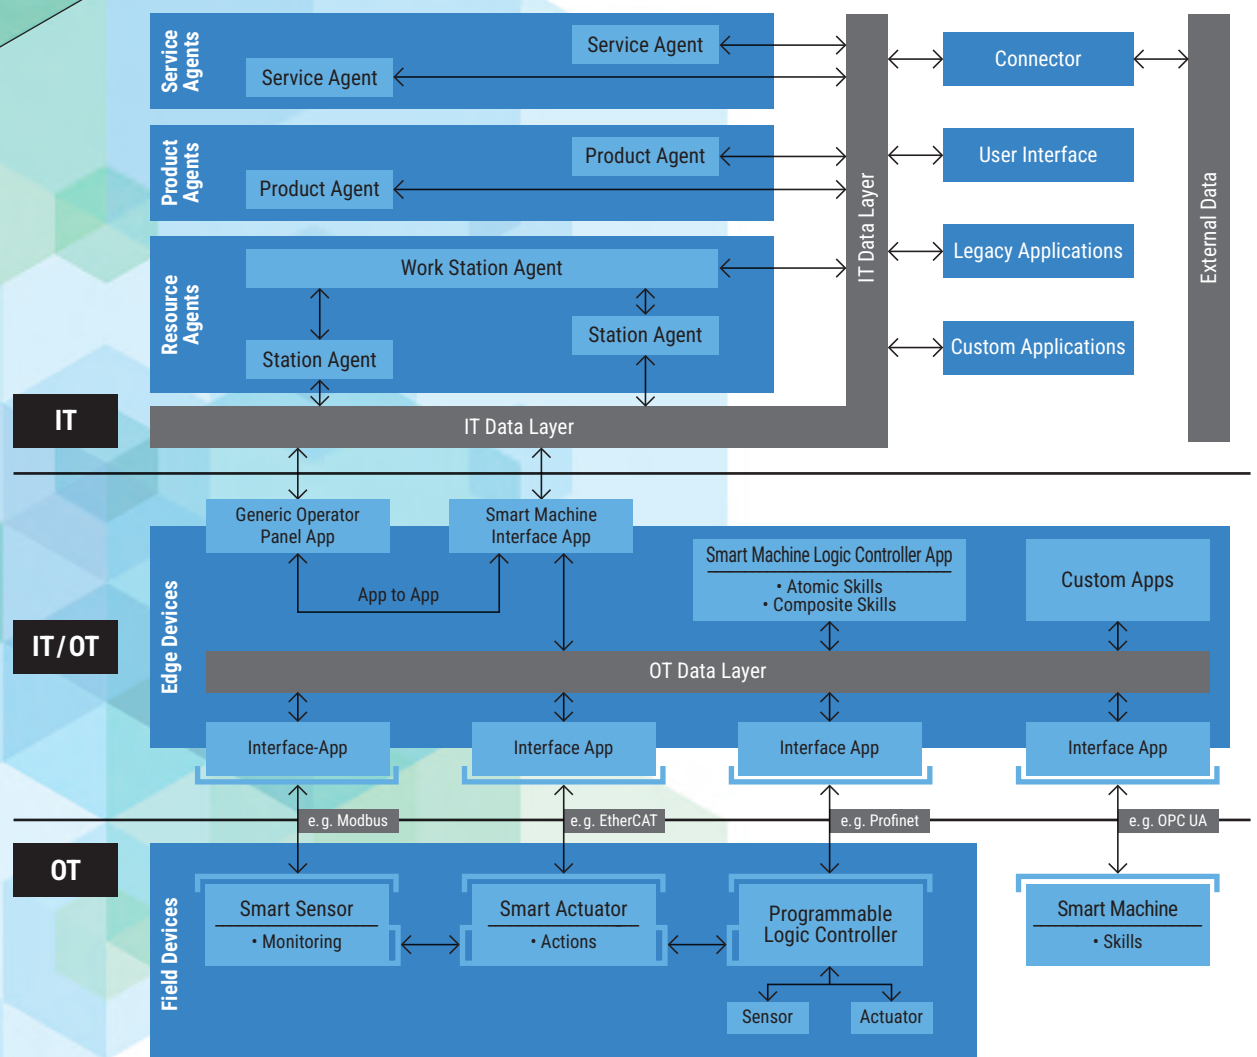 Service
Agents
Service Agent
Service Agent
Product
Agents
Product Agent
Product Agent
Resource
Agents
Work Station Agent
Station Agent
Station Agent
IT Data Layer
Connector
User Interface
Legacy Applications
Custom Applications
External Data
IT
IT Data Layer
IT/OT
Edge Devices
Generic Operator
Panel App
Smart Machine
Interface App
App to App
Smart Machine Logic Controller App
• Atomic Skills
• Composite Skills
Custom Apps
OT Data Layer
Interface-App
Interface App
Interface App
Interface App
e.g. Modbus
e.g. EtherCAT
e.g. Profinet
e.g. OPC UA
OT
Field Devices
Smart Sensor
• Monitoring
Smart Actuator
• Actions
Programmable
Logic Controller
Sensor
Actuator
Smart Machine
• Skills